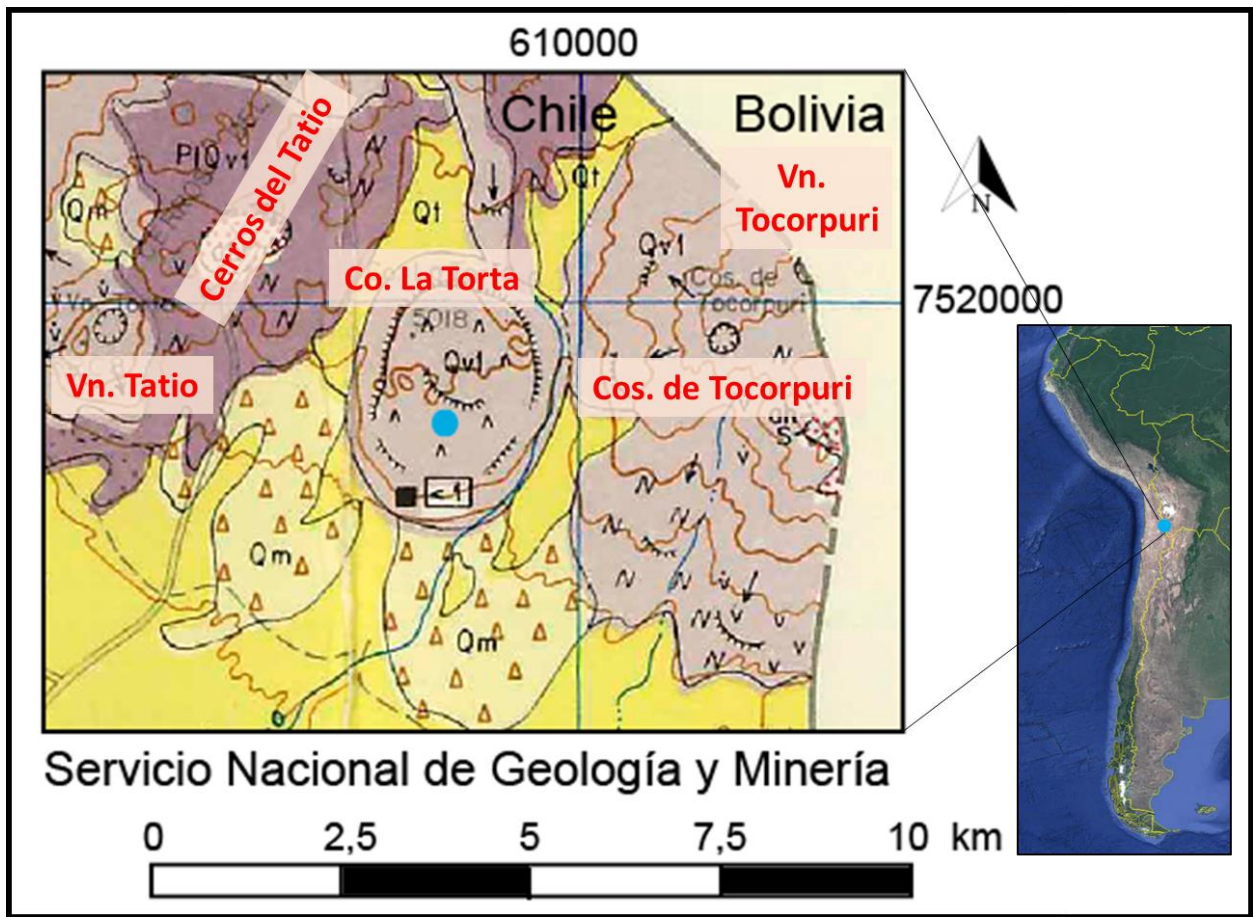 610000
Chile Bolivia
Cerros del Tatio
PlQv1
Qm
Qt
Qt
Vn.
Tocorpuri
Qv1
Cos. de
Tocorpuri
N
Co. La Torta
5018
7520000
Qv1
Vn. Tatio
Cos. de Tocorpuri
S
1
Qm
Qm
Servicio Nacional de Geología y Minería
0 2,5 5 7,5 10 km